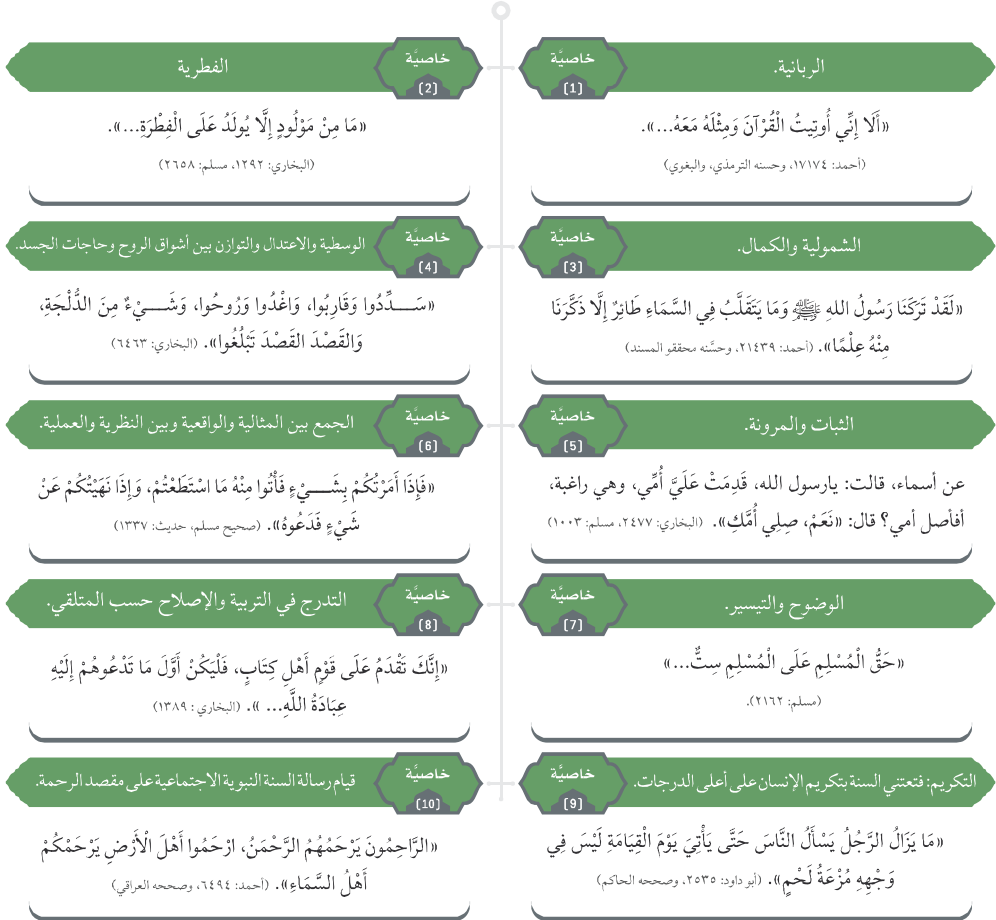 خاصيَّة
[1]
الربانية.
«أَلَا إِنِّي أُوتِيتُ الْقُرْآنَ وَمِثْلَهُ مَعَهُ...».
(أحمد: ١٧١٧٤، وحسنه الترمذي، والبغوي)
خاصيَّة
[2]
الفطرية
«مَا مِنْ مَوْلُودٍ إِلَّا يُولَدُ عَلَى الْفِطْرَةِ...».
(البخاري: ١٢٩٢، مسلم: ٢٦٥٨)
خاصيَّة
[3]
الشمولية والكمال.
«لَقَدْ تَرَكَنَا رَسُولُ اللهِ ﷺ وَمَا يَتَقَلَّبُ فِي السَّمَاءِ طَائِرٌ إِلَّا ذَكَّرَنَا
مِنْهُ عِلْمًا». (أحمد: ٢١٤٣٩، وحسَّنه محققو المسند)
خاصيَّة
[4]
الوسطية والاعتدال والتوازن بين أشواق الروح وحاجات الجسد.
«سَـــدِّدُوا وَقَارِبُوا، وَاغْدُوا وَرُوحُوا، وَشَـــيْءٌ مِنَ الدُّلْجَةِ،
وَالقَصْدَ القَصْدَ تَبْلُغُوا». (البخاري: ٦٤٦٣)
خاصيَّة
[5]
الثبات والمرونة.
عن أسماء، قالت: يارسول الله، قَدِمَتْ عَلَيَّ أُمِّي، وهي راغبة،
أفأصل أمي؟ قال: «نَعَمْ، صِلِي أُمَّكِ». (البخاري: ٢٤٧٧، مسلم: ١٠٠٣)
خاصيَّة
[6]
الجمع بين المثالية والواقعية وبين النظرية والعملية.
«فَإِذَا أَمَرْتُكُمْ بِشَـــيْءٍ فَأْتُوا مِنْهُ مَا اسْتَطَعْتُمْ، وَإِذَا نَهَيْتُكُمْ عَنْ
شَيْءٍ فَدَعُوهُ». (صحيح مسلم، حديث: ١٣٣٧)
خاصيَّة
[7]
الوضوح والتيسير.
«حَقُّ الْمُسْلِمِ عَلَى الْمُسْلِمِ سِتٌّ...»
(مسلم: ٢١٦٢).
خاصيَّة
[8]
التدرج في التربية والإصلاح حسب المتلقي.
«إِنَّكَ تَقْدَمُ عَلَى قَوْمٍ أَهْلِ كِتَابٍ، فَلْيَكُنْ أَوَّلَ مَا تَدْعُوهُمْ إِلَيْهِ
عِبَادَةُ اللَّهِ... ». (البخاري : ١٣٨٩)
خاصيَّة
[9]
التكريم: فتعتني السنة بتكريم الإنسان على أعلى الدرجات.
«مَا يَزَالُ الرَّجُلُ يَسْأَلُ النَّاسَ حَتَّى يَأْتِيَ يَوْمَ الْقِيَامَةِ لَيْسَ فِي
وَجْهِهِ مُزْعَةُ لَحْمٍ». (أبو داود: ٢٥٣٥، وصححه الحاكم)
خاصيَّة
[10]
قيام رسالة السنة النبوية الاجتماعية على مقصد الرحمة.
«الرَّاحِمُونَ يَرْحَمُهُمُ الرَّحْمَنُ، ارْحَمُوا أَهْلَ الْأَرْضِ يَرْحَمْكُمْ
أَهْلُ السَّمَاءِ». (أحمد: ٦٤٩٤، وصححه العراقي)